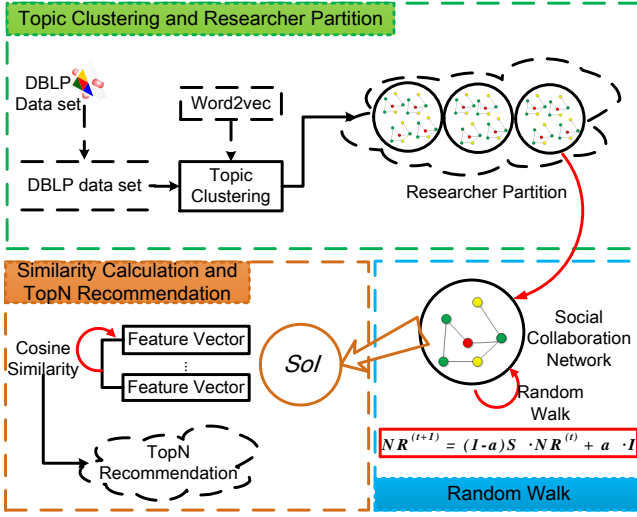 Topic Clustering and Researcher Partition
DBLP
Data set
Word2vec
DBLP data set
Topic
Clustering
Researcher Partition
Similarity Calculation and
TopN Recommendation
Cosine
Similarity
Feature Vector
⋮
Feature Vector
Sol
TopN
Recommendation
Social
Collaboration
Network
Random
Walk
NR^(t+1) = (1-a)S ·NR^(t) + a ·I
Random Walk